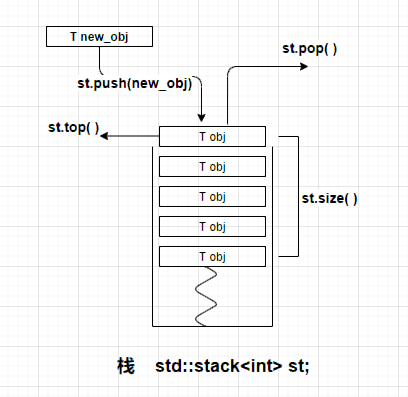 T new_obj
st.pop( )
st.push(new_obj)
st.top( )
T obj
T obj
T obj
T obj
T obj
st.size( )
栈 std::stack<int> st;